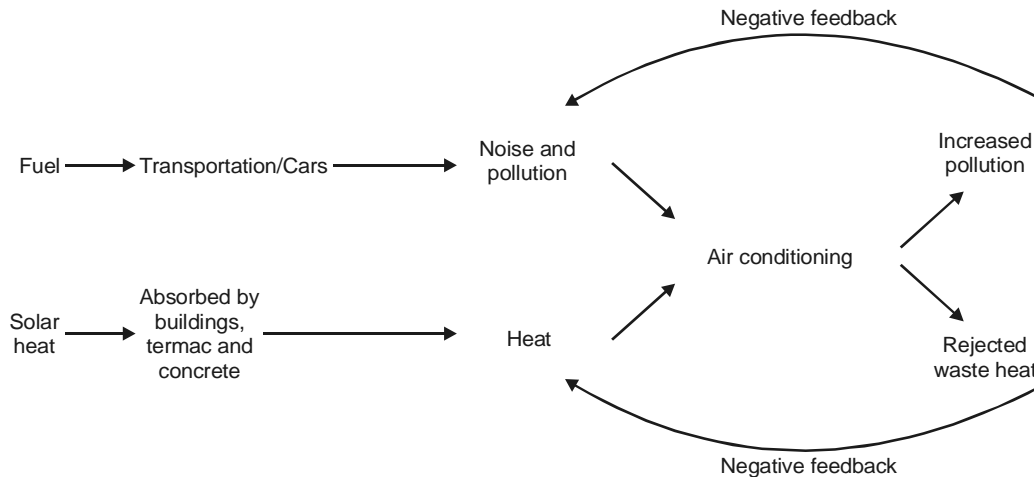 Negative feedback
Fuel
Transportation/Cars
Noise and
pollution
Increased
pollution
Air conditioning
Solar
heat
Absorbed by
buildings,
termac and
concrete
Heat
Rejected
waste heat
Negative feedback